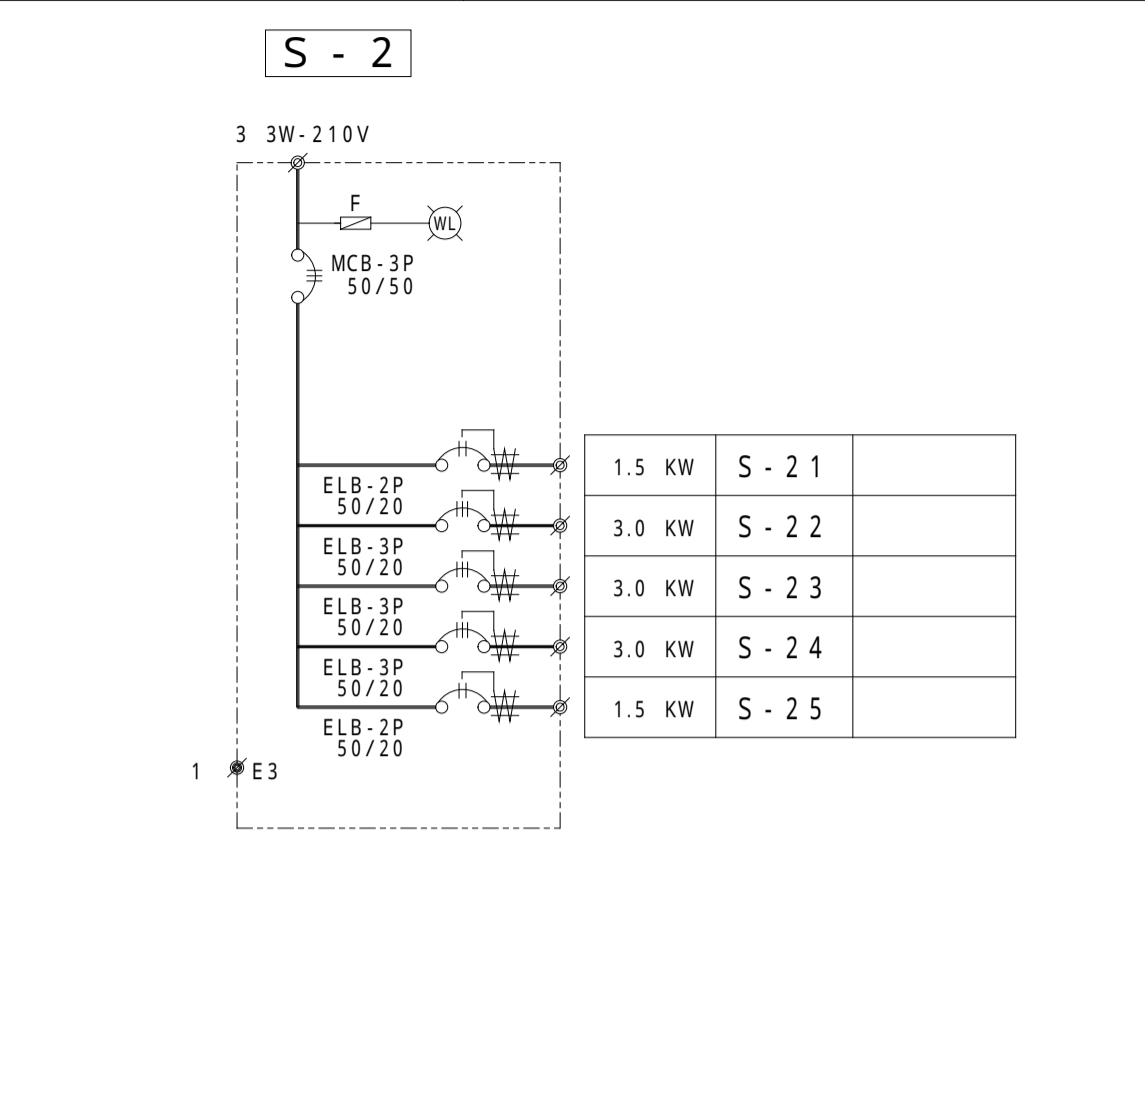 S - 2
3 3W-210V
F
WL
MCB-3P
50/50
1.5 KW S-21
ELB-2P
50/20
3.0 KW S-22
ELB-3P
50/20
3.0 KW S-23
ELB-3P
50/20
3.0 KW S-24
ELB-3P
50/20
1.5 KW S-25
ELB-2P
50/20
1 E3